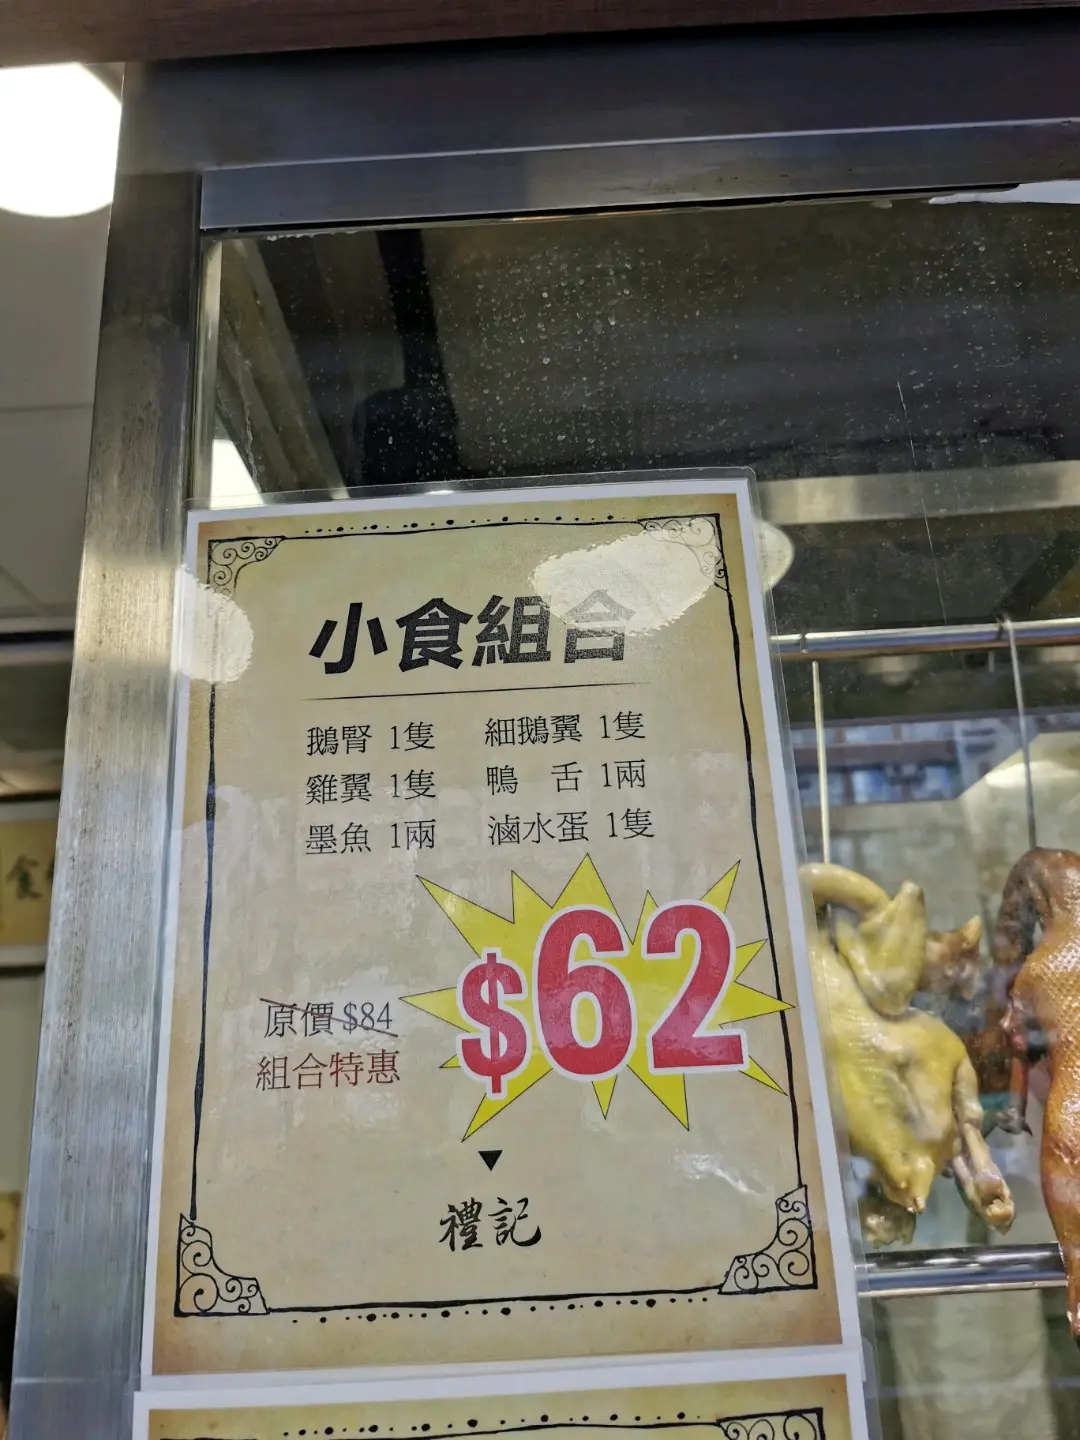 小食組合
鵝腎 1隻 細鵝翼 1隻
雞翼 1隻 鴨 舌 1兩
墨魚 1兩 滷水蛋 1隻
$62
原價 $84
組合特惠
禮記
食